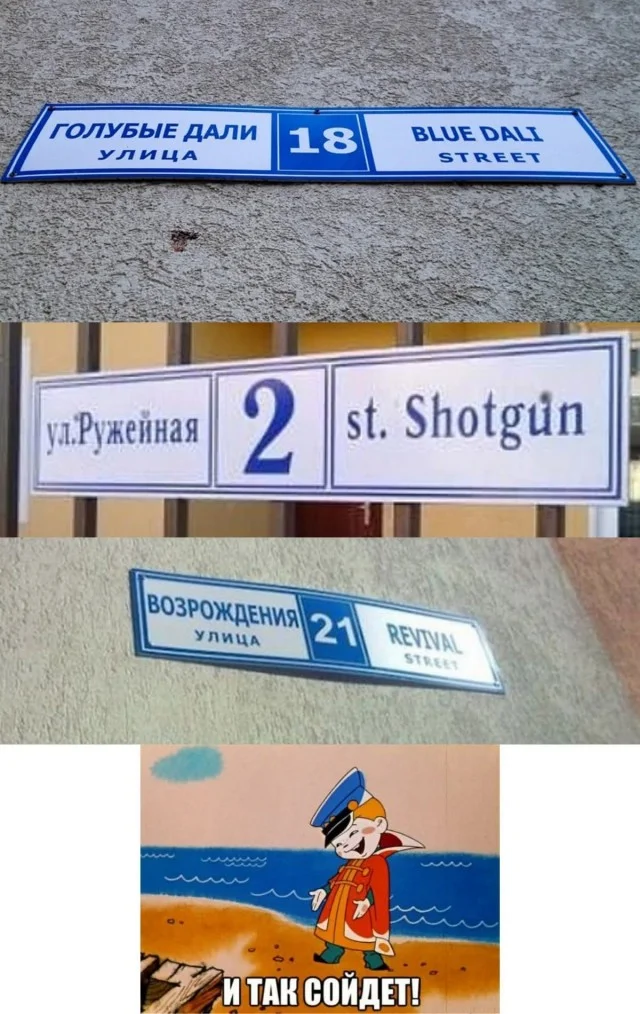 ГОЛУБЫЕ ДАЛИ
УЛИЦА
18
BLUE DALI
STREET
ул.Ружейная
2
st. Shotgun
ВОЗРОЖДЕНИЯ
УЛИЦА
21
REVIVAL
STREET
И ТАК СОЙДЕТ!